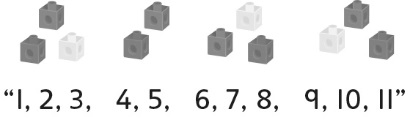 “1, 2, 3, 4, 5, 6, 7, 8, 9, 10, 11”